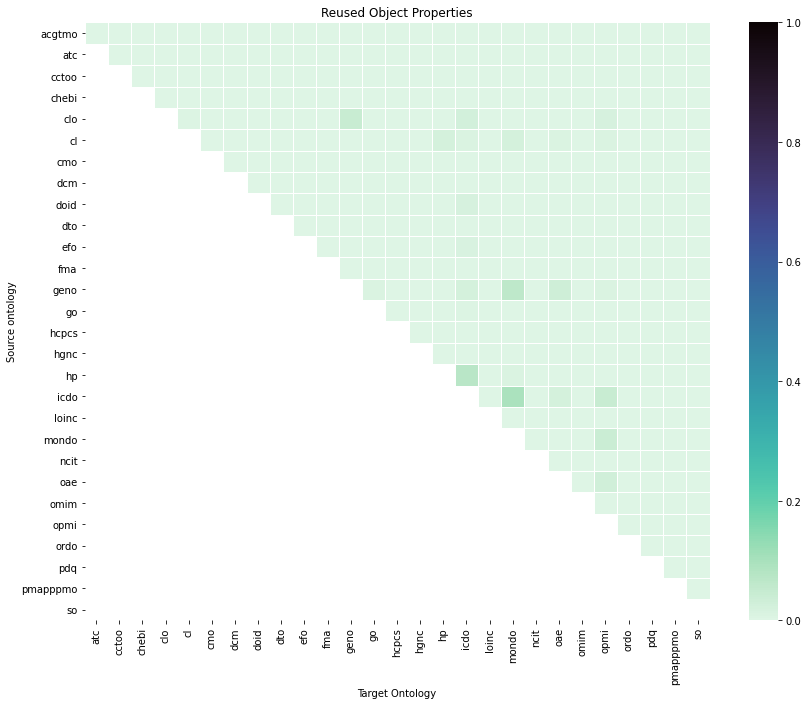 Reused Object Properties
Source ontology
acgtmo
atc
cctoo
chebi
clo
cl
cmo
dcm
doid
dto
efo
fma
geno
go
hcpcs
hgnc
hp
icdo
loinc
mondo
ncit
oae
omim
opmi
ordo
pdq
pmapppmo
so
atc
cctoo
chebi
clo
cl
cmo
dcm
doid
dto
efo
fma
geno
go
hcpcs
hgnc
hp
icdo
loinc
mondo
ncit
oae
omim
opmi
ordo
pdq
pmapppmo
so
Target Ontology
1.0
0.8
0.6
0.4
0.2
0.0